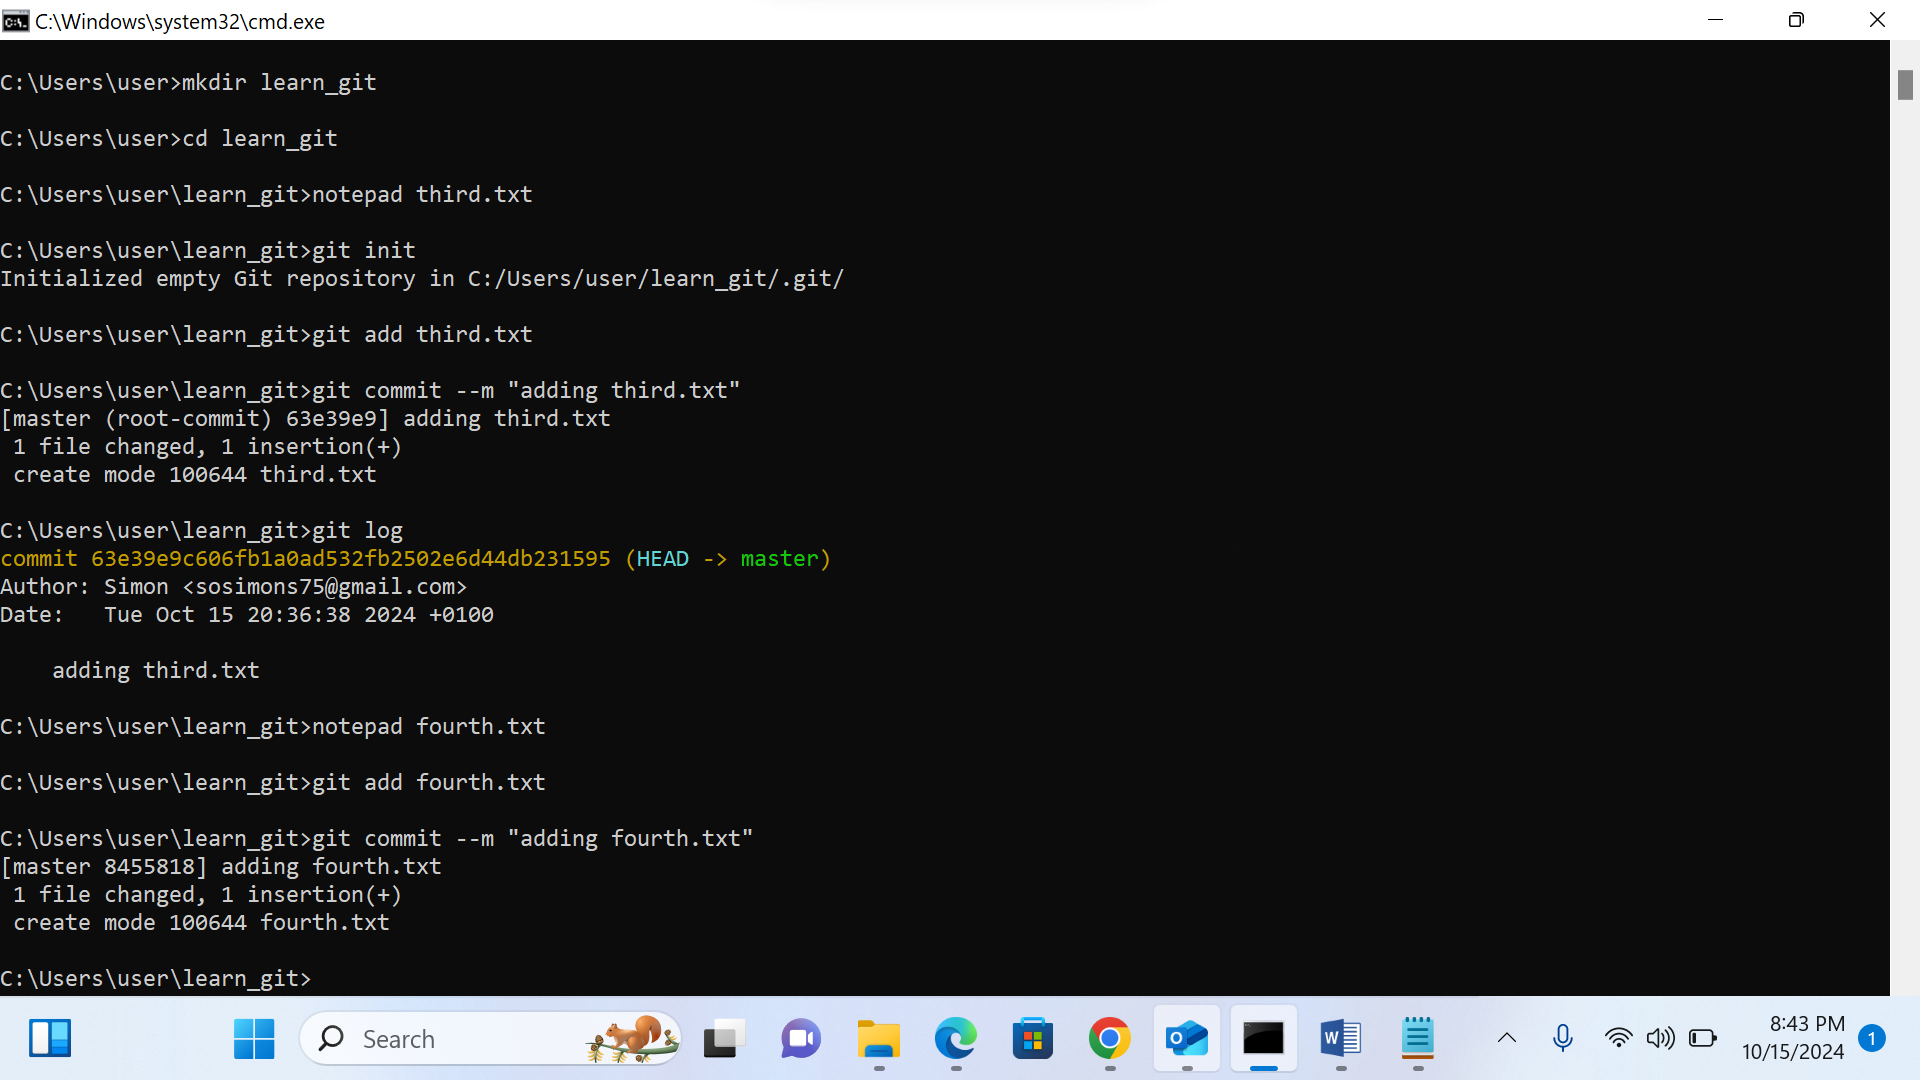 C:\Windows\system32\cmd.exe
C:\Users\user>mkdir learn_git
C:\Users\user>cd learn_git
C:\Users\user\learn_git>notepad third.txt
C:\Users\user\learn_git>git init
Initialized empty Git repository in C:/Users/user/learn_git/.git/
C:\Users\user\learn_git>git add third.txt
C:\Users\user\learn_git>git commit --m "adding third.txt"
[master (root-commit) 63e39e9] adding third.txt
1 file changed, 1 insertion(+)
create mode 100644 third.txt
C:\Users\user\learn_git>git log
commit 63e39e9c606fb1a0ad532fb2502e6d44db231595 (HEAD -> master)
Author: Simon <sosimons75@gmail.com>
Date:   Tue Oct 15 20:36:38 2024 +0100
adding third.txt
C:\Users\user\learn_git>notepad fourth.txt
C:\Users\user\learn_git>git add fourth.txt
C:\Users\user\learn_git>git commit --m "adding fourth.txt"
[master 8455818] adding fourth.txt
1 file changed, 1 insertion(+)
create mode 100644 fourth.txt
C:\Users\user\learn_git>
Search
8:43 PM
10/15/2024
1